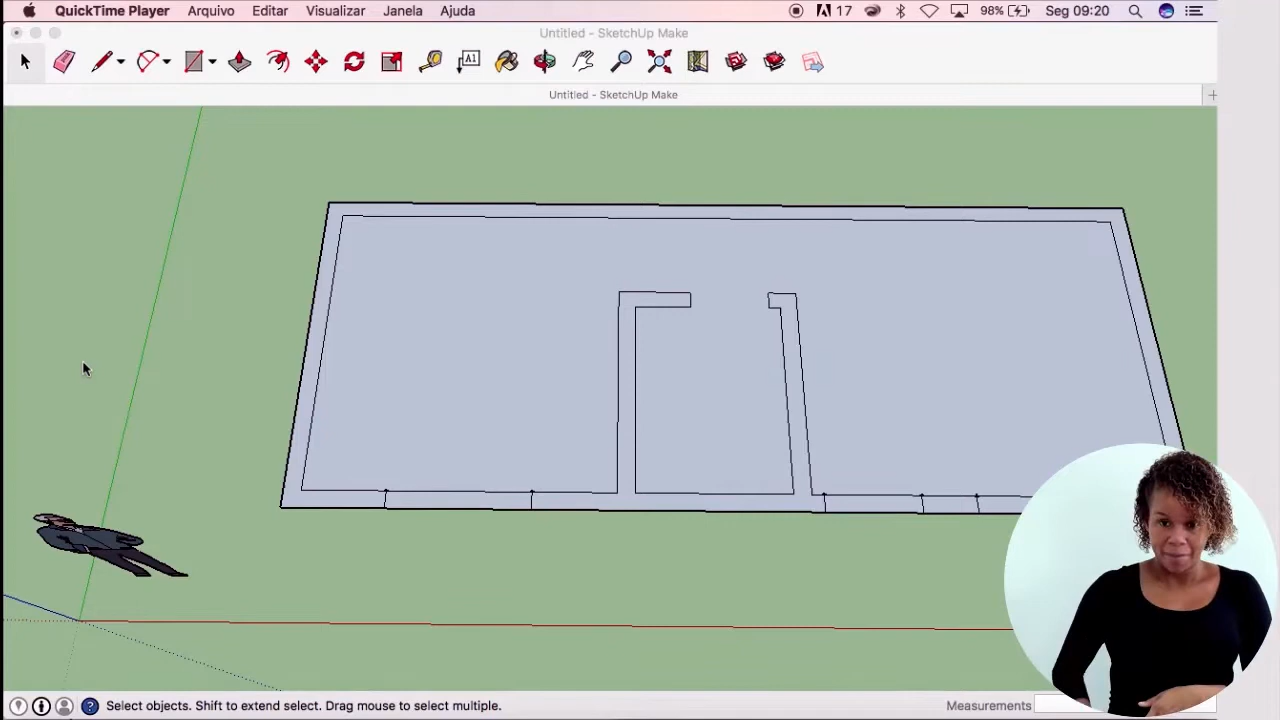 QuickTime Player Arquivo Editar Visualizar Janela Ajuda 17 98% Seg 09:20
Untitled - SketchUp Make
A1
Untitled - SketchUp Make
Select objects. Shift to extend select. Drag mouse to select multiple. Measurements